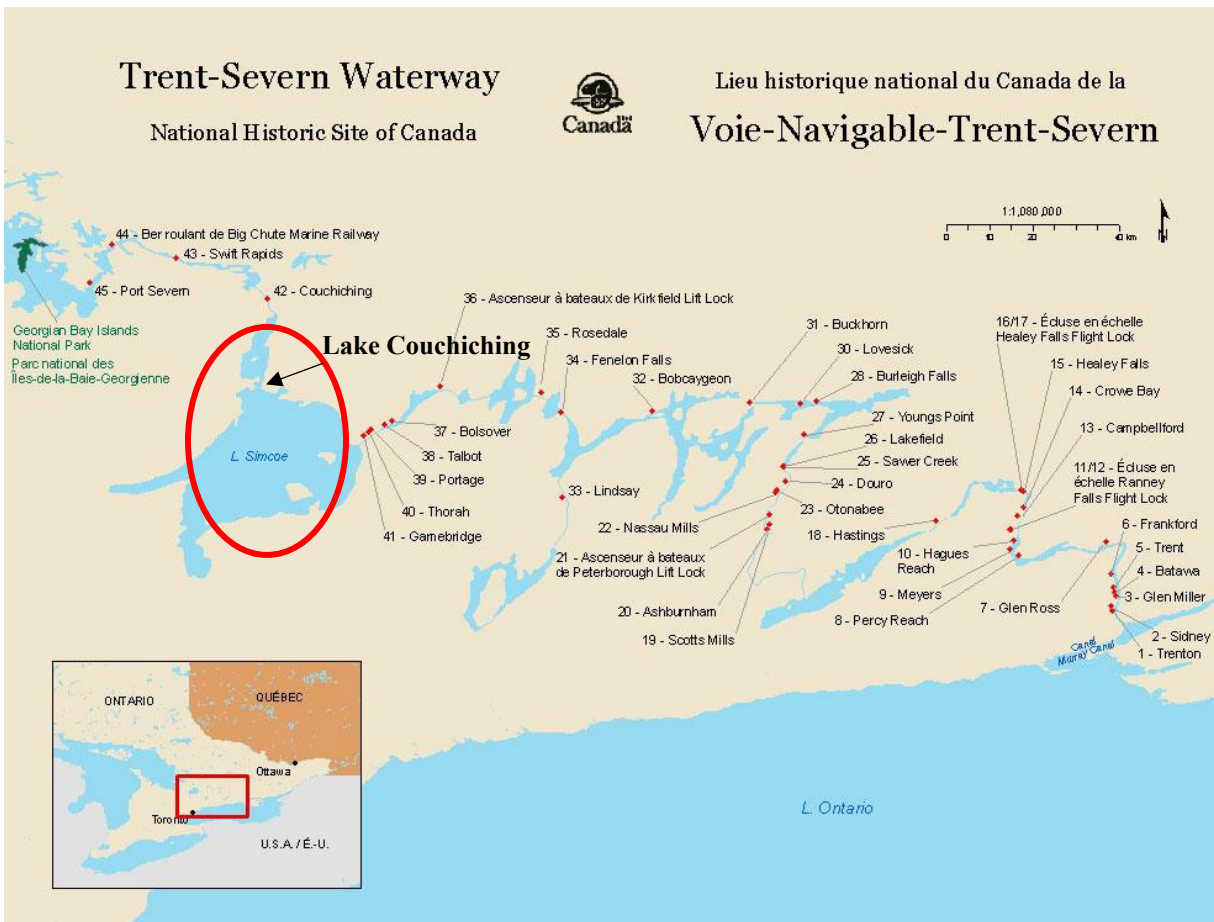 Trent-Severn Waterway
National Historic Site of Canada
Canada
Lieu historique national du Canada de la
Voie-Navigable-Trent-Severn
1:1,080,000
0 10 20 40 km
N
44 - Ber roulant de Big Chute Marine Railway
43 - Swift Rapids
45 - Port Severn
42 - Couchiching
Georgian Bay Islands
National Park
Parc national des
Îles-de-la-Baie-Georgienne
Lake Couchiching
L. Simcoe
36 - Ascenseur à bateaux de Kirkfield Lift Lock
35 - Rosedale
34 - Fenelon Falls
32 - Bobcaygeon
31 - Buckhorn
30 - Lovesick
28 - Burleigh Falls
27 - Youngs Point
26 - Lakefield
25 - Sawer Creek
24 - Douro
23 - Otonabee
22 - Nassau Mills
21 - Ascenseur à bateaux
de Peterborough Lift Lock
20 - Ashburnham
19 - Scotts Mills
33 - Lindsay
37 - Bolsover
38 - Talbot
39 - Portage
40 - Thorah
41 - Gamebridge
16/17 - Écluse en échelle
Healey Falls Flight Lock
15 - Healey Falls
14 - Crowe Bay
13 - Campbellford
11/12 - Écluse en
échelle Ranney
Falls Flight Lock
18 - Hastings
10 - Hagues
Reach
9 - Meyers
8 - Percy Reach
7 - Glen Ross
6 - Frankford
5 - Trent
4 - Batawa
3 - Glen Miller
2 - Sidney
1 - Trenton
Canal
Murray Canal
L. Ontario
ONTARIO
QUÉBEC
Ottawa
Toronto
U.S.A. / É.-U.